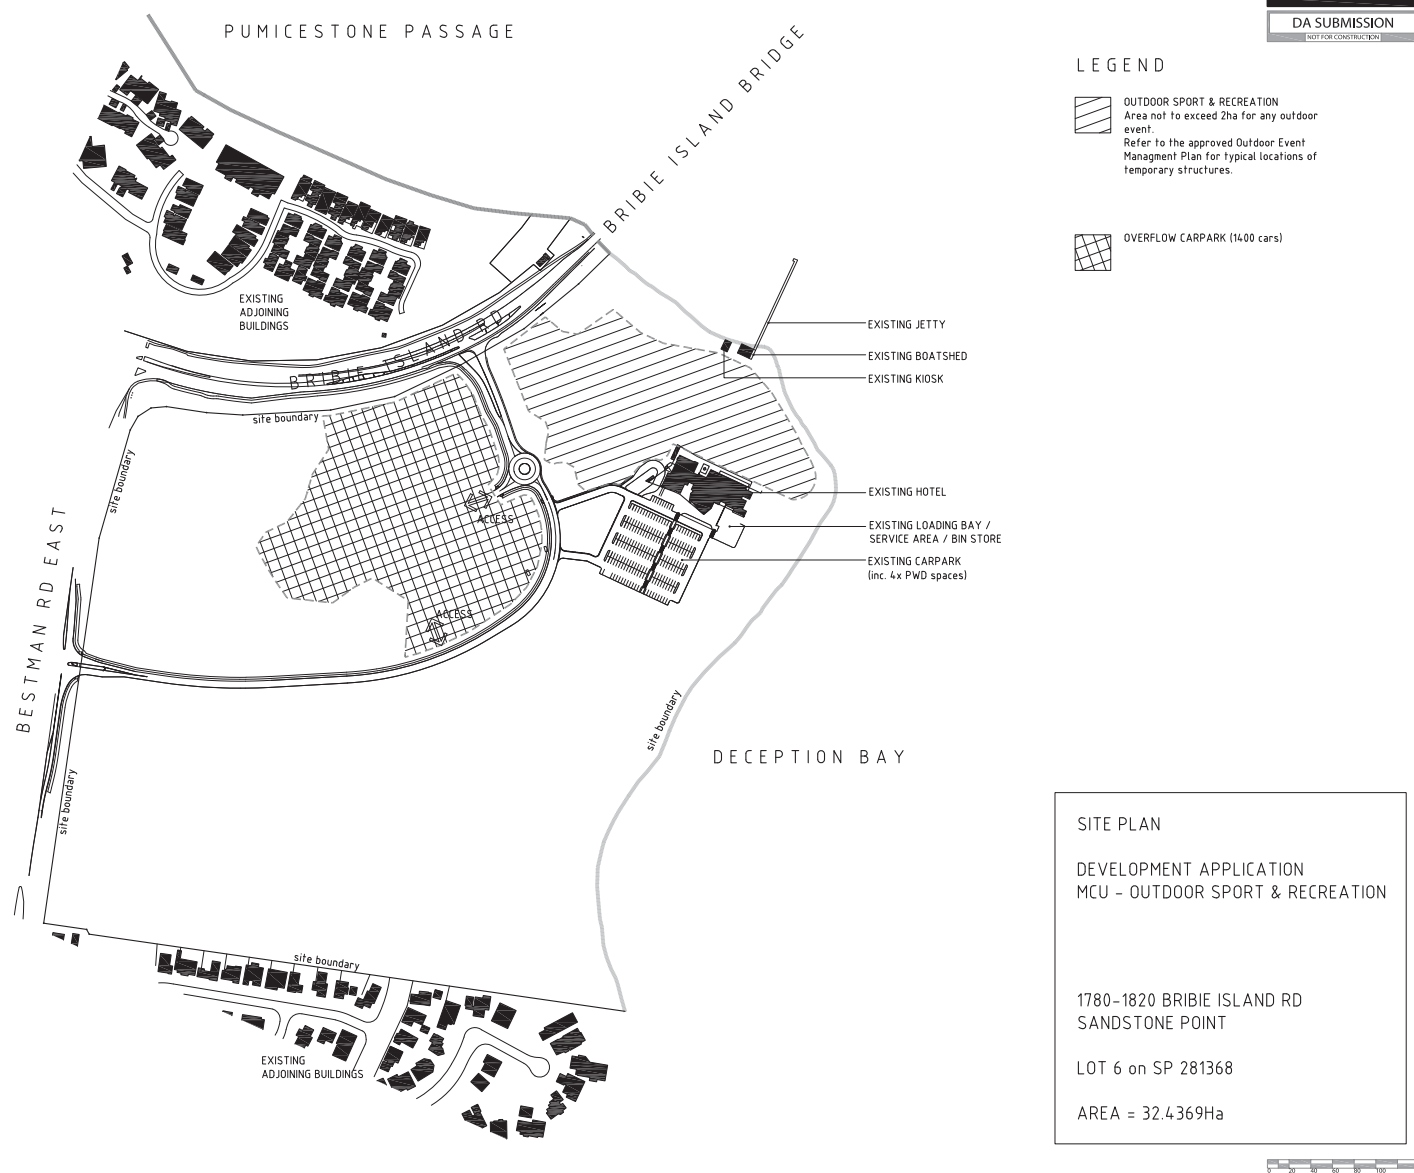 PUMICESTONE PASSAGE
BRIBIE ISLAND BRIDGE
DA SUBMISSION
NOT FOR CONSTRUCTION
LEGEND
OUTDOOR SPORT & RECREATION
Area not to exceed 2ha for any outdoor
event.
Refer to the approved Outdoor Event
Managment Plan for typical locations of
temporary structures.
OVERFLOW CARPARK (1400 cars)
EXISTING
ADJOINING
BUILDINGS
BRIBIE ISLAND RD
EXISTING JETTY
EXISTING BOATSHED
EXISTING KIOSK
site boundary
site boundary
EXISTING HOTEL
ACCESS
EXISTING LOADING BAY /
SERVICE AREA / BIN STORE
EXISTING CARPARK
(inc. 4x PWD spaces)
ACCESS
BESTMAN RD EAST
site boundary
DECEPTION BAY
site boundary
site boundary
EXISTING
ADJOINING BUILDINGS
SITE PLAN
DEVELOPMENT APPLICATION
MCU - OUTDOOR SPORT & RECREATION
1780-1820 BRIBIE ISLAND RD
SANDSTONE POINT
LOT 6 on SP 281368
AREA = 32.4369Ha
0 20 40 60 80 100